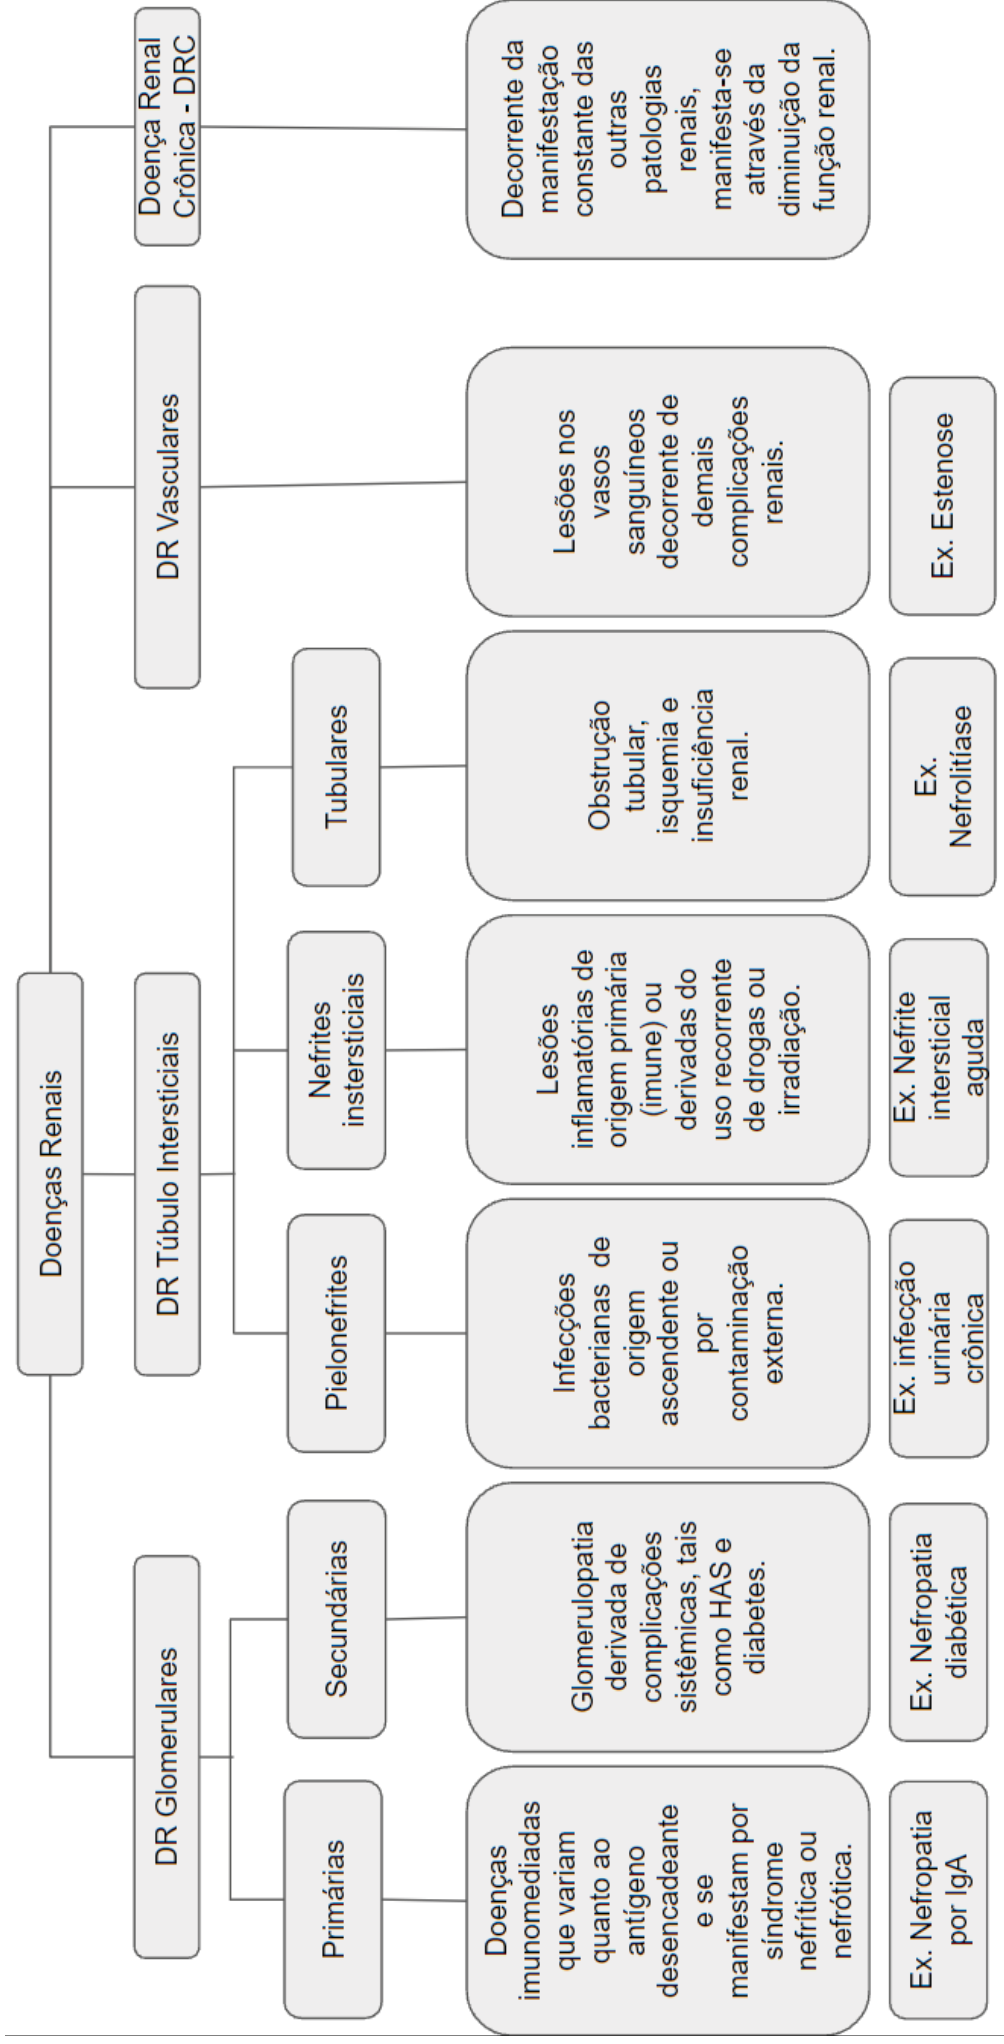 Doenças Renais
DR Glomerulares
DR Túbulo Intersticiais
DR Vasculares
Doença Renal
Crônica - DRC
Primárias
Secundárias
Pielonefrites
Nefrites
instersticiais
Tubulares
Doenças
imunomediadas
que variam
quanto ao
antígeno
desencadeante
e se
manifestam por
síndrome
nefrítica ou
nefrótica.
Glomerulopatia
derivada de
complicações
sistêmicas, tais
como HAS e
diabetes.
Infecções
bacterianas de
origem
ascendente ou
por
contaminação
externa.
Lesões
inflamatórias de
origem primária
(imune) ou
derivadas do
uso recorrente
de drogas ou
irradiação.
Obstrução
tubular,
isquemia e
insuficiência
renal.
Lesões nos
vasos
sanguíneos
decorrente de
demais
complicações
renais.
Decorrente da
manifestação
constante das
outras
patologias
renais,
manifesta-se
através da
diminuição da
função renal.
Ex. Nefropatia
por IgA
Ex. Nefropatia
diabética
Ex. infecção
urinária
crônica
Ex. Nefrite
intersticial
aguda
Ex.
Nefrolitíase
Ex. Estenose